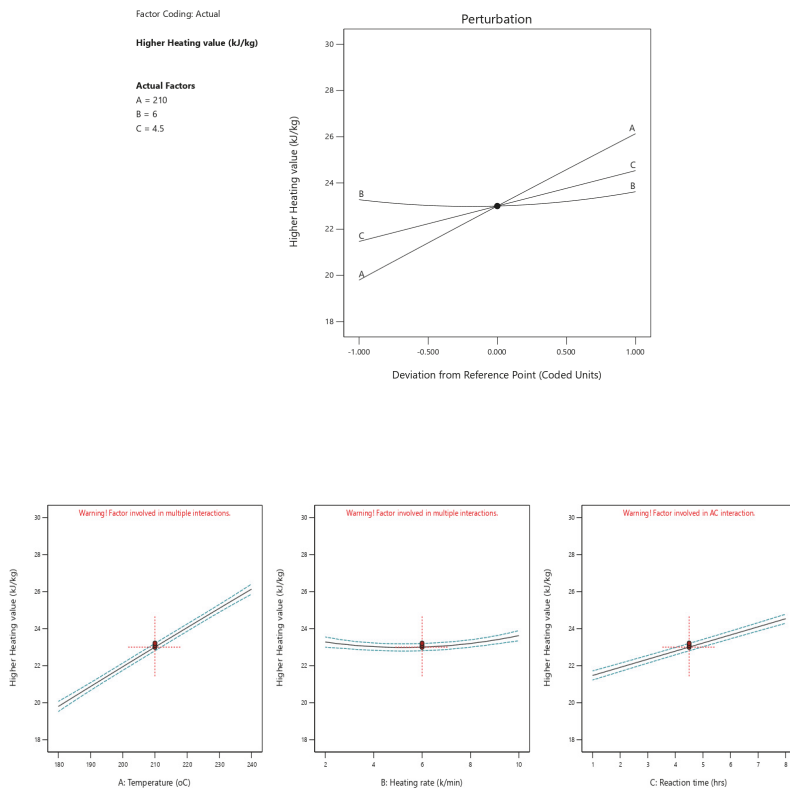 Factor Coding: Actual
Higher Heating value (kJ/kg)
Actual Factors
A = 210
B = 6
C = 4.5
Perturbation
Higher Heating value (kJ/kg)
30
28
26
24
22
20
18
A
C
B
B
C
A
-1.000 -0.500 0.000 0.500 1.000
Deviation from Reference Point (Coded Units)
Warning! Factor involved in multiple interactions.
Higher Heating value (kJ/kg)
30
28
26
24
22
20
18
180 190 200 210 220 230 240
A: Temperature (oC)
Warning! Factor involved in multiple interactions.
Higher Heating value (kJ/kg)
30
28
26
24
22
20
18
2 4 6 8 10
B: Heating rate (k/min)
Warning! Factor involved in AC interaction.
Higher Heating value (kJ/kg)
30
28
26
24
22
20
18
1 2 3 4 5 6 7 8
C: Reaction time (hrs)